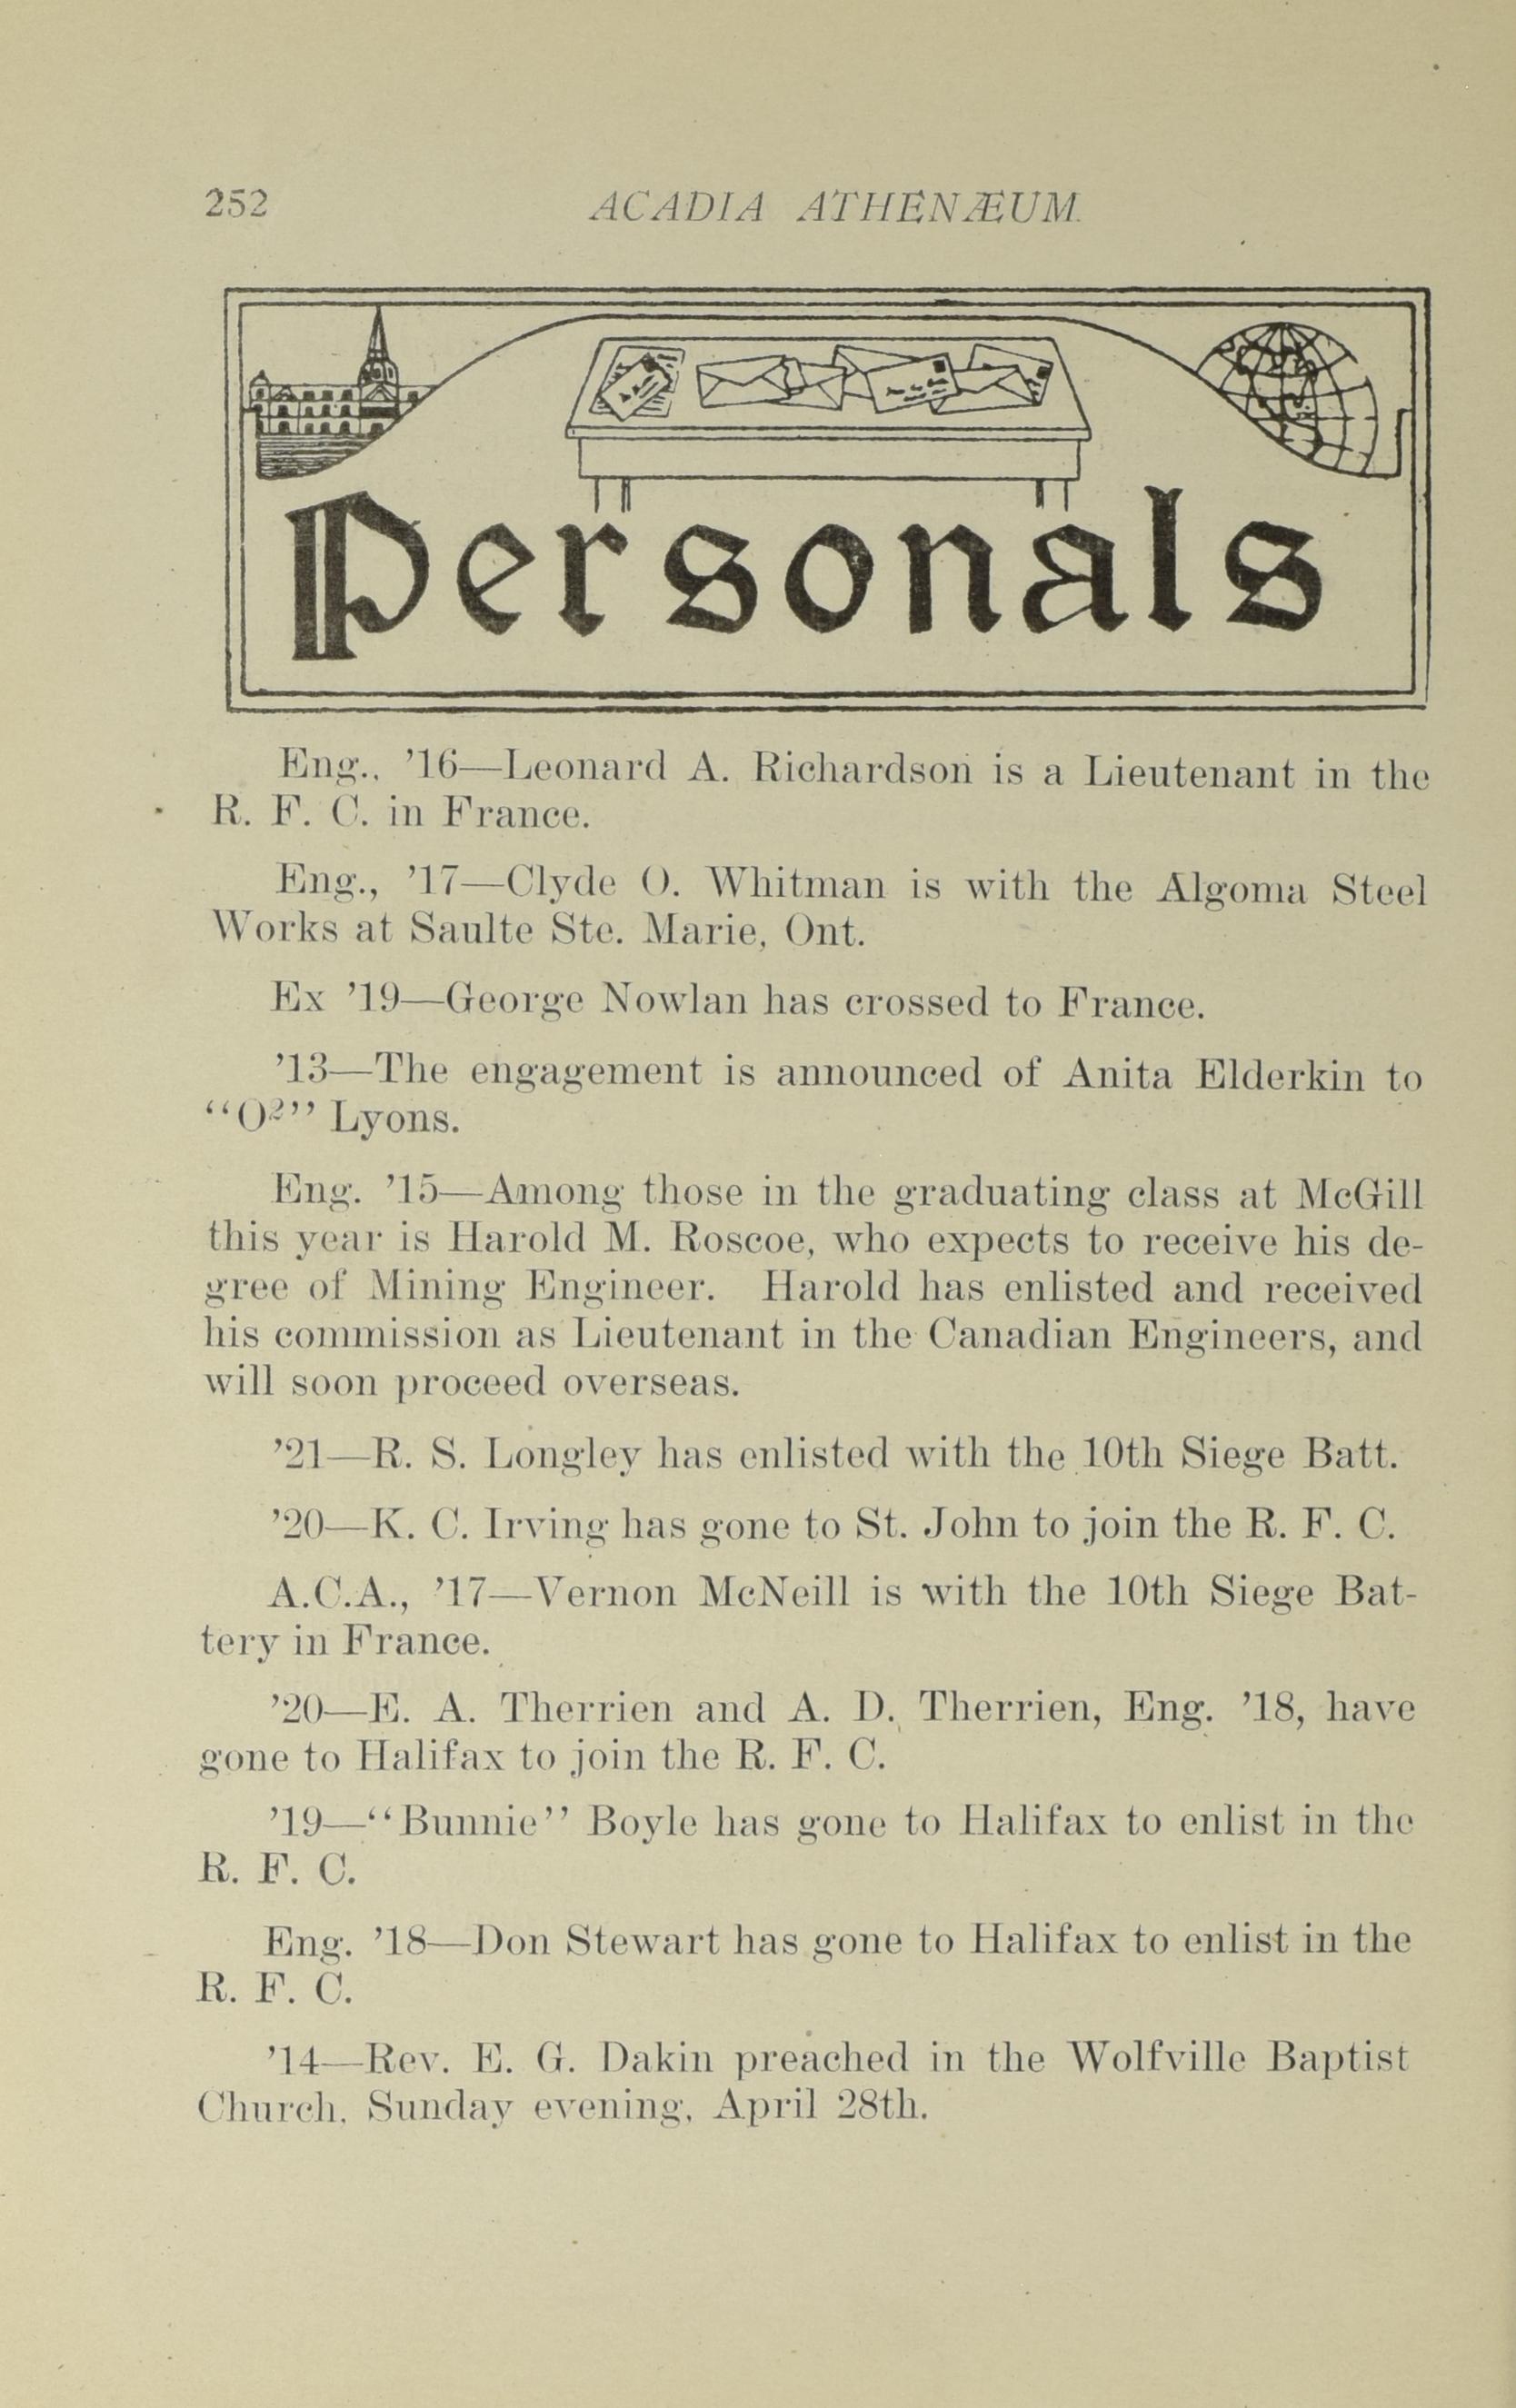 252
ACADIA ATHENÆUM.
Personals
Eng., ’16—Leonard A. Richardson is a Lieutenant in the
R. F. C. in France.
Eng., ’17—Clyde O. Whitman is with the Algoma Steel
Works at Saulte Ste. Marie, Ont.
Ex ’19—George Nowlan has crossed to France.
’13—The engagement is announced of Anita Elderkin to
“O²” Lyons.
Eng. ’15—Among those in the graduating class at McGill
this year is Harold M. Roscoe, who expects to receive his de-
gree of Mining Engineer. Harold has enlisted and received
his commission as Lieutenant in the Canadian Engineers, and
will soon proceed overseas.
’21—R. S. Longley has enlisted with the 10th Siege Batt.
’20—K. C. Irving has gone to St. John to join the R. F. C.
A.C.A., ’17—Vernon McNeill is with the 10th Siege Bat-
tery in France.
’20—E. A. Therrien and A. D. Therrien, Eng. ’18, have
gone to Halifax to join the R. F. C.
’19—“Bunnie” Boyle has gone to Halifax to enlist in the
R. F. C.
Eng. ’18—Don Stewart has gone to Halifax to enlist in the
R. F. C.
’14—Rev. E. G. Dakin preached in the Wolfville Baptist
Church, Sunday evening, April 28th.